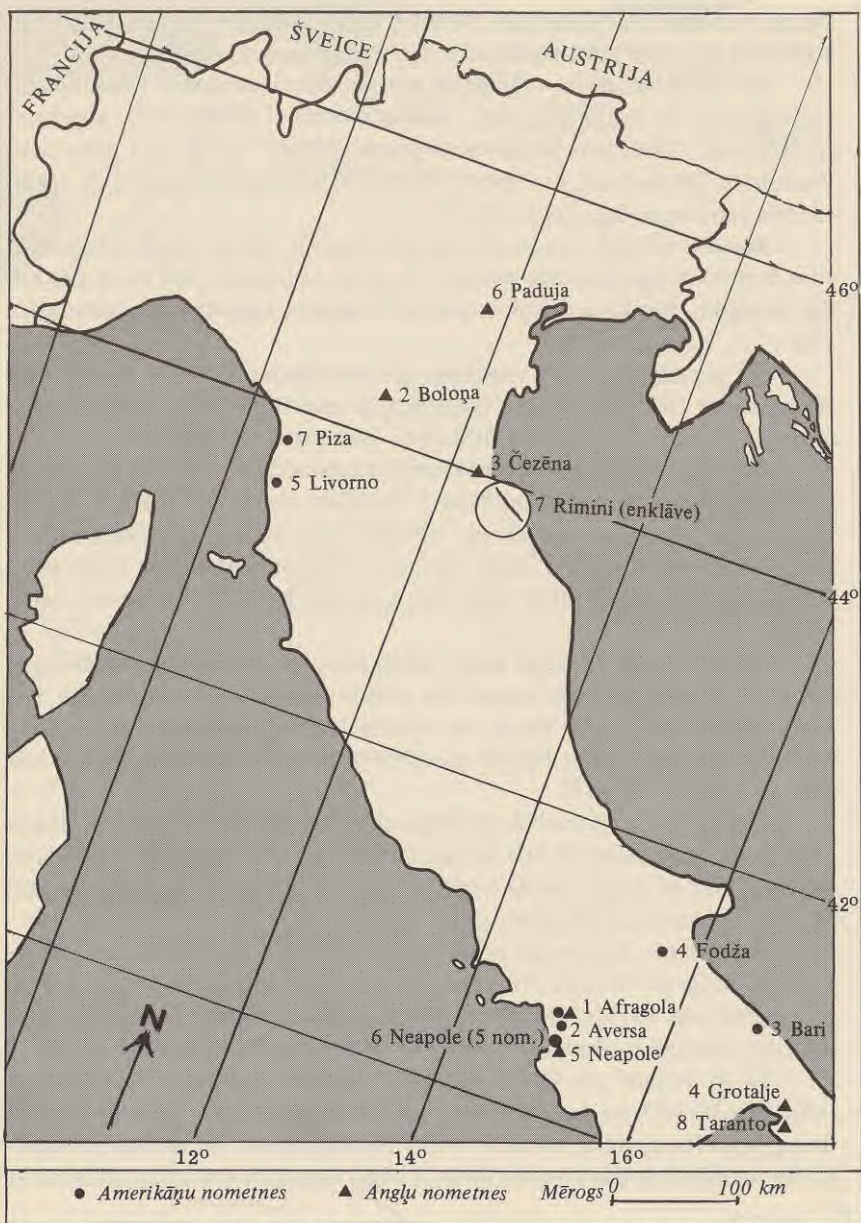 FRANCIJA
ŠVEICE
AUSTRIJA
46°
6 Paduja
2 Boloņa
7 Piza
3 Čezēna
5 Livorno
7 Rimini (enklāve)
44°
42°
4 Fodža
1 Afragola
2 Aversa
6 Neapole (5 nom.)
3 Bari
5 Neapole
4 Grotalje
8 Taranto
N
12°
14°
16°
Amerikāņu nometnes
Angļu nometnes
Mērogs 0 100 km